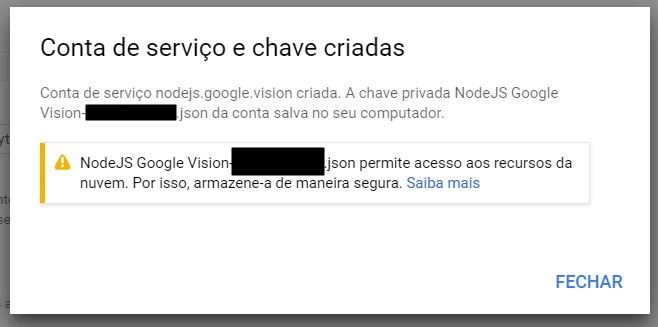 Conta de serviço e chave criadas
Conta de serviço nodejs.google.vision criada. A chave privada NodeJS Google
Vision-.json da conta salva no seu computador.
NodeJS Google Vision-.json permite acesso aos recursos da
nuvem. Por isso, armazene-a de maneira segura. Saiba mais
FECHAR